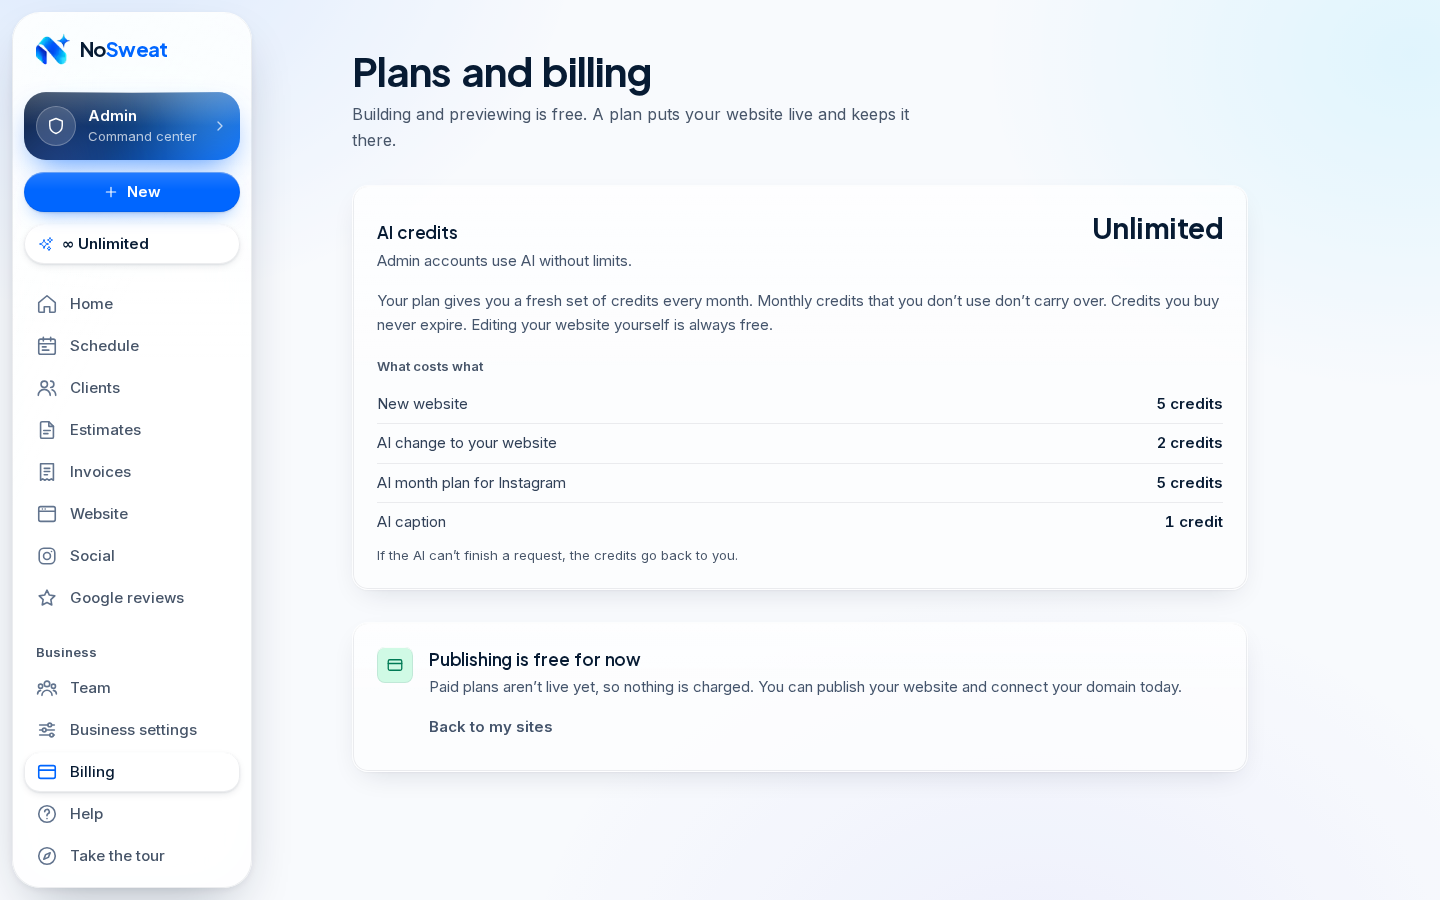 NoSweat
Admin
Command center
New
∞ Unlimited
Home
Schedule
Clients
Estimates
Invoices
Website
Social
Google reviews
Business
Team
Business settings
Billing
Help
Take the tour
Plans and billing
Building and previewing is free. A plan puts your website live and keeps it
there.
AI credits
Unlimited
Admin accounts use AI without limits.
Your plan gives you a fresh set of credits every month. Monthly credits that you don’t use don’t carry over. Credits you buy
never expire. Editing your website yourself is always free.
What costs what
New website 5 credits
AI change to your website 2 credits
AI month plan for Instagram 5 credits
AI caption 1 credit
If the AI can’t finish a request, the credits go back to you.
Publishing is free for now
Paid plans aren’t live yet, so nothing is charged. You can publish your website and connect your domain today.
Back to my sites